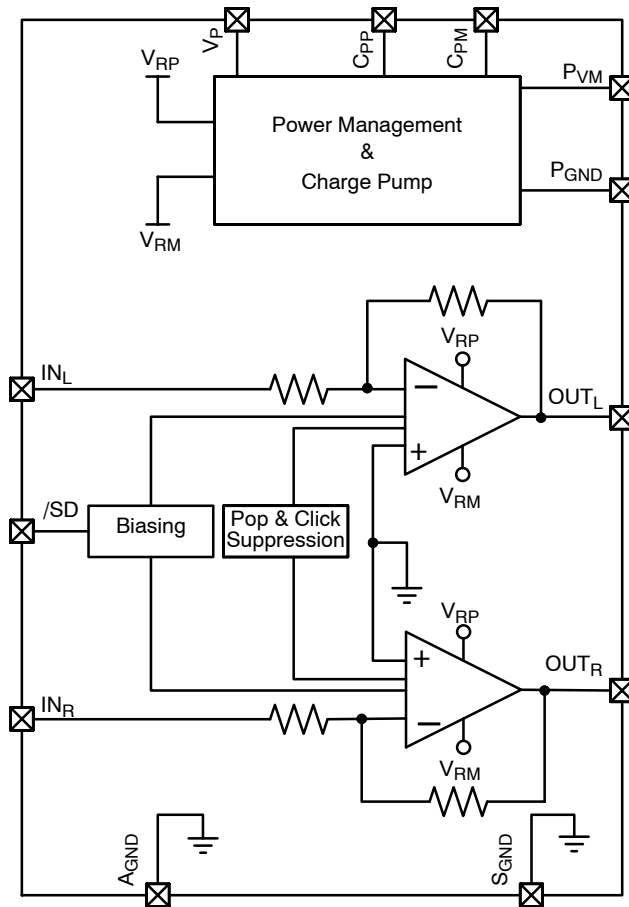 VP
CPP
CPM
VRP
PVM
Power Management
&
Charge Pump
PGND
VRM
INL
VRP
−
OUTL
+
VRM
/SD
Biasing
Pop & Click
Suppression
VRP
+
OUTR
INR
−
VRM
AGND
SGND